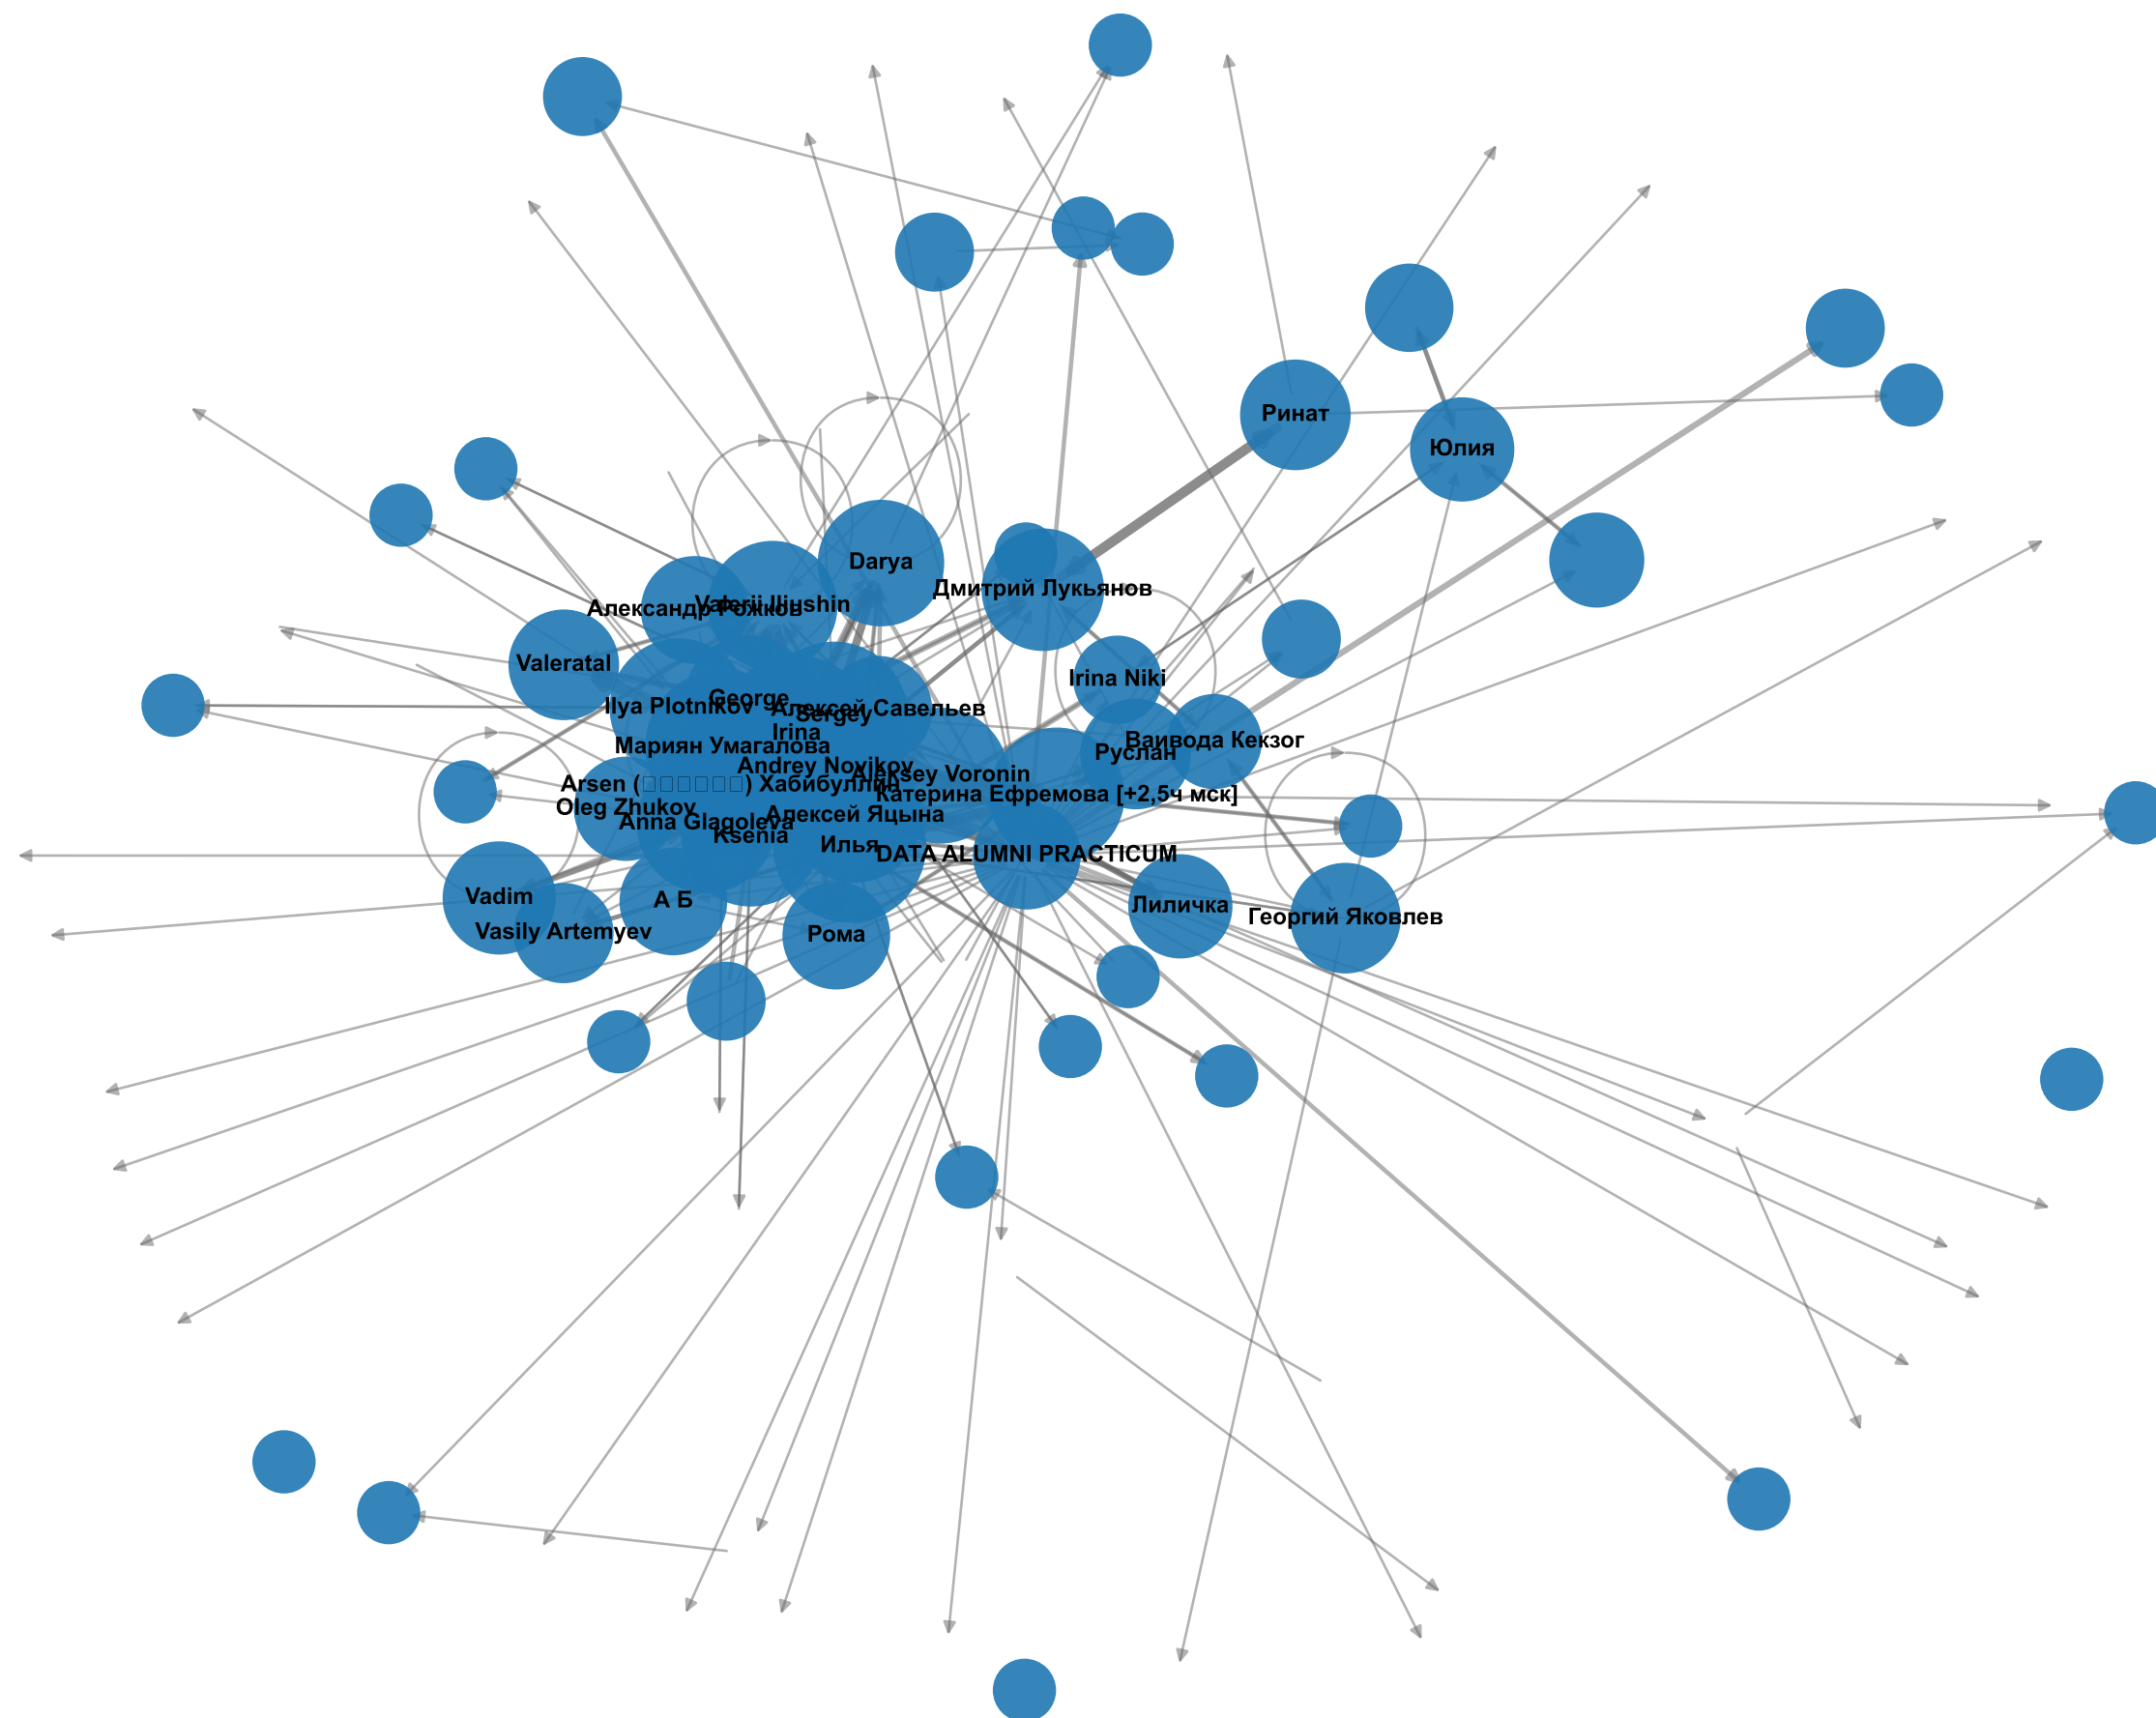 Ринат
Юлия
Darya
Дмитрий Лукьянов
Александр Рожков
Valerii Iliushin
Valeratal
Irina Niki
George
Ilya Plotnikov
Алексей Савельев
Sergey
Irina
Ваивода Кекзог
Мариян Умагалова
Руслан
Andrey Novikov
Aleksey Voronin
Arsen (□□□□□□) Хабибуллин
Катерина Ефремова [+2,5ч мск]
Oleg Zhukov
Алексей Яцына
Anna Glagoleva
Ksenia
Илья
DATA ALUMNI PRACTICUM
Vadim
А Б
Лиличка
Георгий Яковлев
Vasily Artemyev
Рома